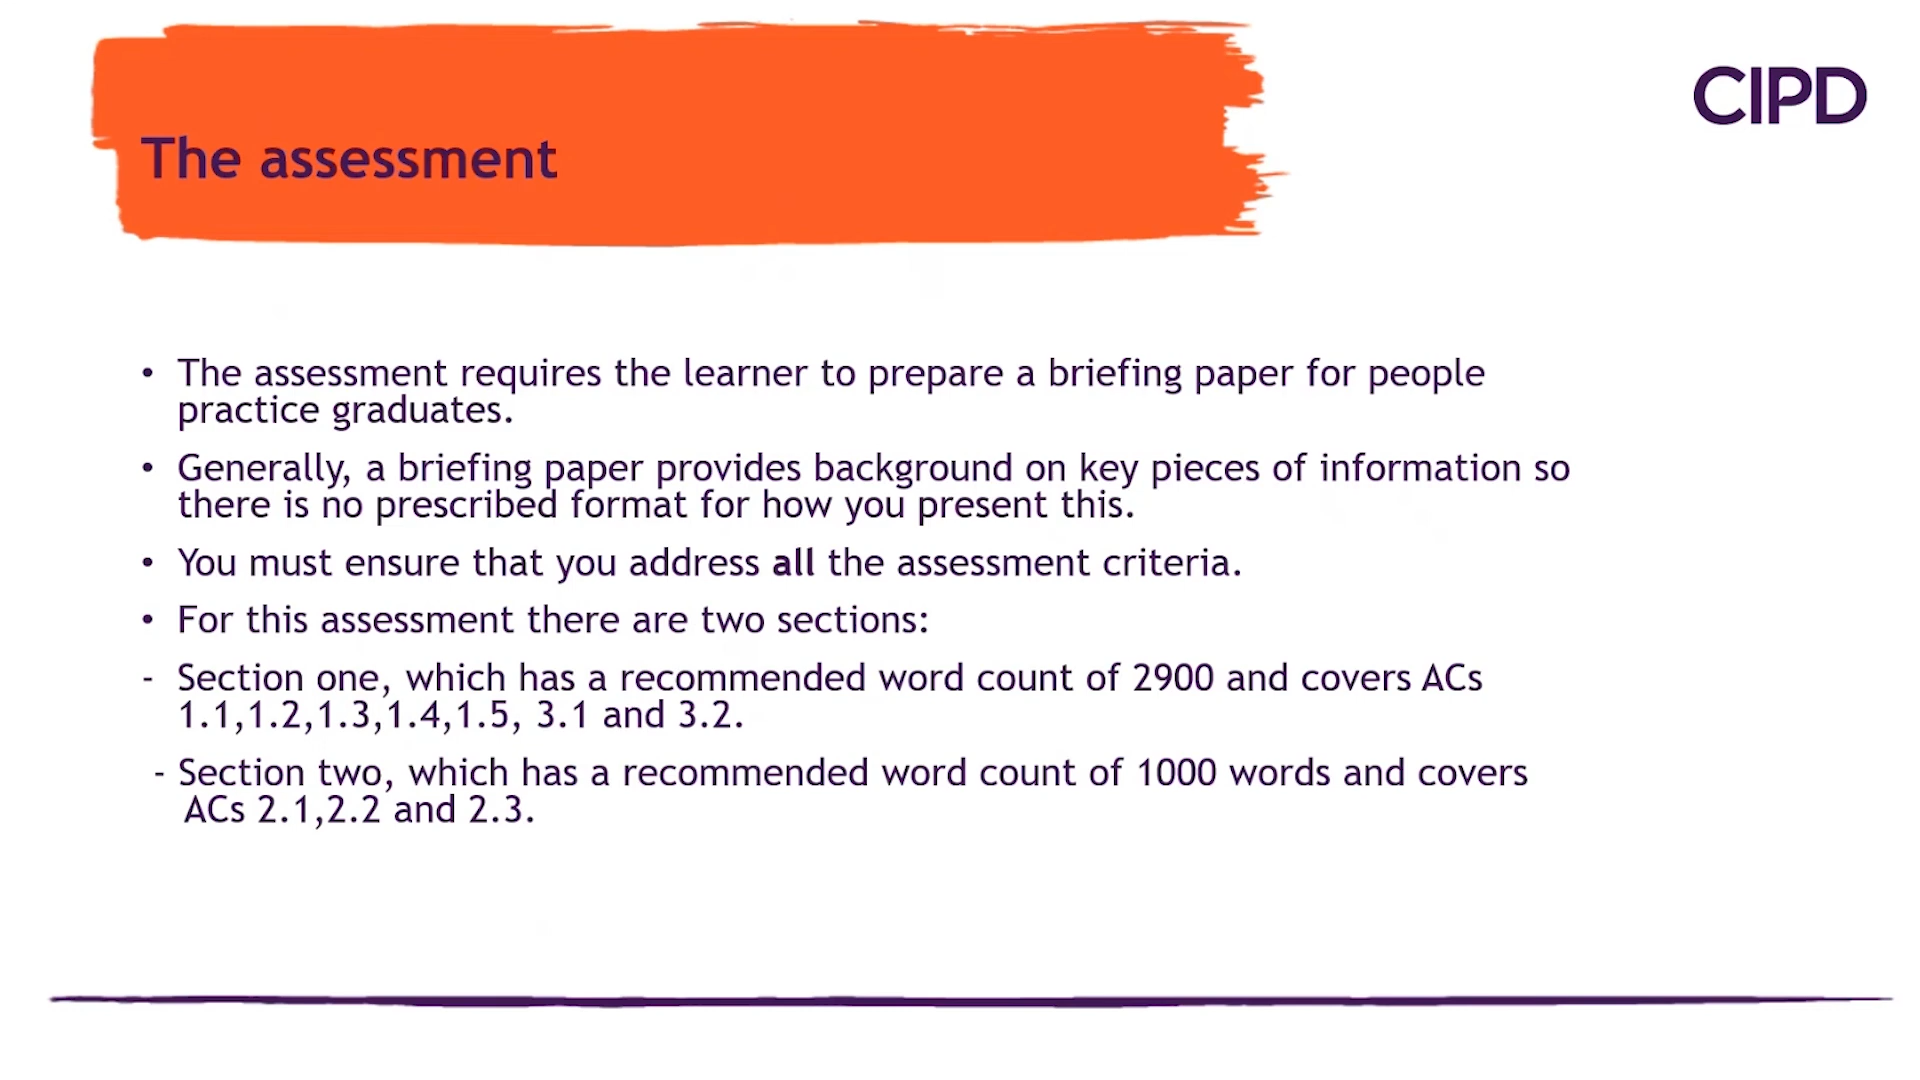 CIPD
The assessment
• The assessment requires the learner to prepare a briefing paper for people
practice graduates.
• Generally, a briefing paper provides background on key pieces of information so
there is no prescribed format for how you present this.
• You must ensure that you address all the assessment criteria.
• For this assessment there are two sections:
- Section one, which has a recommended word count of 2900 and covers ACs
1.1,1.2,1.3,1.4,1.5, 3.1 and 3.2.
- Section two, which has a recommended word count of 1000 words and covers
ACs 2.1,2.2 and 2.3.